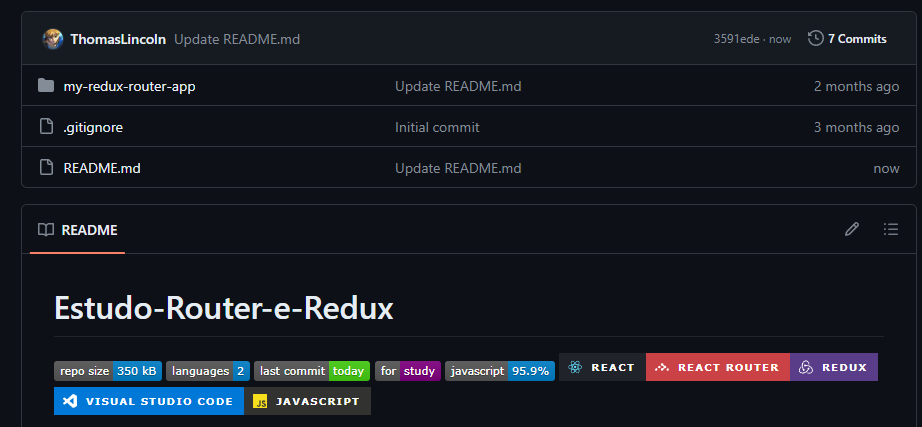 ThomasLincoln Update README.md 3591ede · now 7 Commits
my-redux-router-app Update README.md 2 months ago
.gitignore Initial commit 3 months ago
README.md Update README.md now
README
Estudo-Router-e-Redux
repo size 350 kB languages 2 last commit today for study javascript 95.9% REACT REACT ROUTER REDUX
VISUAL STUDIO CODE JS JAVASCRIPT